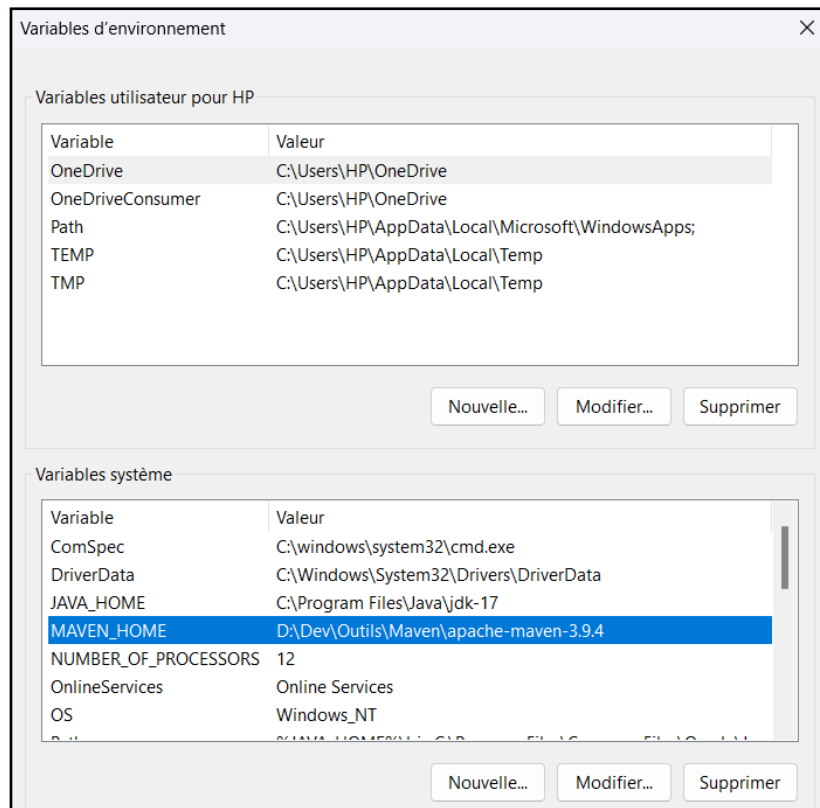 Variables d'environnement
Variables utilisateur pour HP
Variable Valeur
OneDrive C:\Users\HP\OneDrive
OneDriveConsumer C:\Users\HP\OneDrive
Path C:\Users\HP\AppData\Local\Microsoft\WindowsApps;
TEMP C:\Users\HP\AppData\Local\Temp
TMP C:\Users\HP\AppData\Local\Temp
Nouvelle... Modifier... Supprimer
Variables système
Variable Valeur
ComSpec C:\windows\system32\cmd.exe
DriverData C:\Windows\System32\Drivers\DriverData
JAVA_HOME C:\Program Files\Java\jdk-17
MAVEN_HOME D:\Dev\Outils\Maven\apache-maven-3.9.4
NUMBER_OF_PROCESSORS 12
OnlineServices Online Services
OS Windows_NT
Nouvelle... Modifier... Supprimer